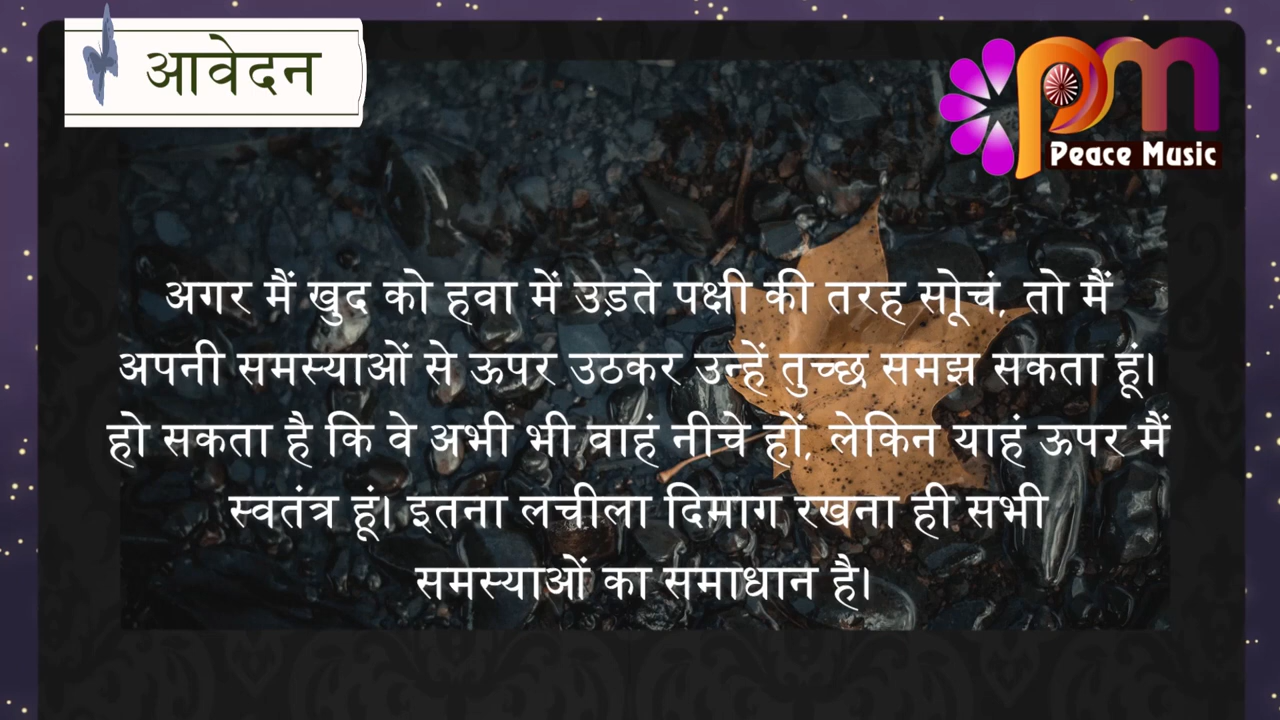 आवेदन
Peace Music
अगर मैं खुद को हवा में उड़ते पक्षी की तरह सोूचं, तो मैं
अपनी समस्याओं से ऊपर उठकर उन्हें तुच्छ समझ सकता हूं।
हो सकता है कि वे अभी भी वाहं नीचे हों, लेकिन याहं ऊपर मैं
स्वतंत्र हूं। इतना लचीला दिमाग रखना ही सभी
समस्याओं का समाधान है।